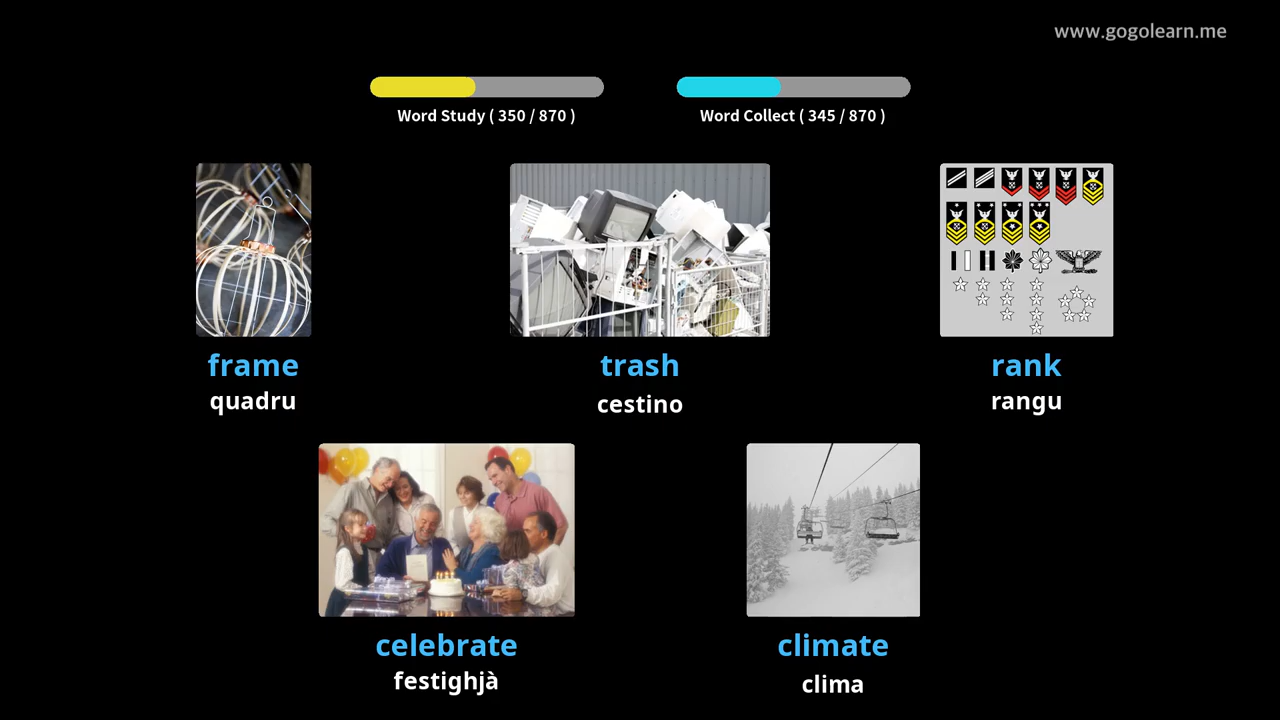 www.gogolearn.me
Word Study ( 350 / 870 )
Word Collect ( 345 / 870 )
frame
quadru
trash
cestino
rank
rangu
celebrate
festighjà
climate
clima